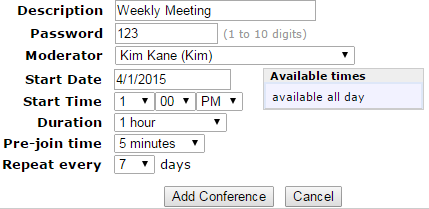 Description Weekly Meeting
Password 123 (1 to 10 digits)
Moderator Kim Kane (Kim)
Start Date 4/1/2015
Available times
Start Time 1 00 PM
available all day
Duration 1 hour
Pre-join time 5 minutes
Repeat every 7 days
Add Conference Cancel